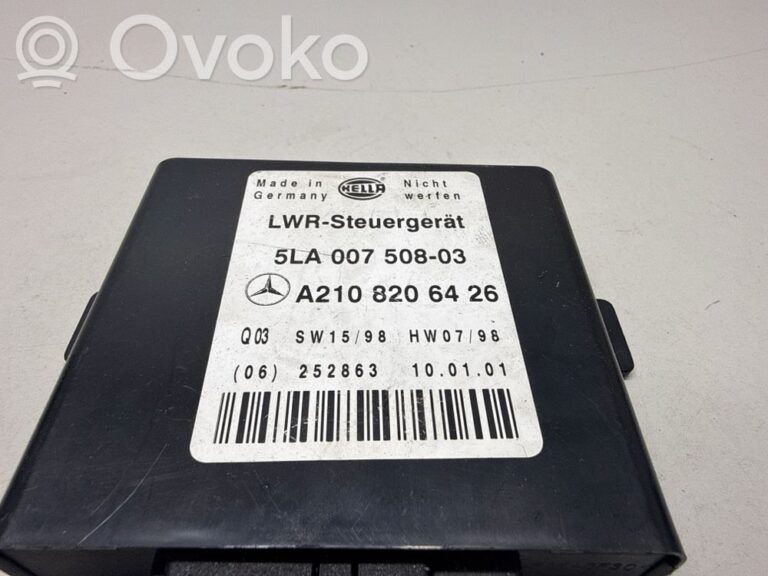 Ovoko
Made in Germany HELLA Nicht werfen
LWR-Steuergerät
5LA 007 508-03
A210 820 64 26
Q03 SW15/98 HW07/98
(06) 252863 10.01.01